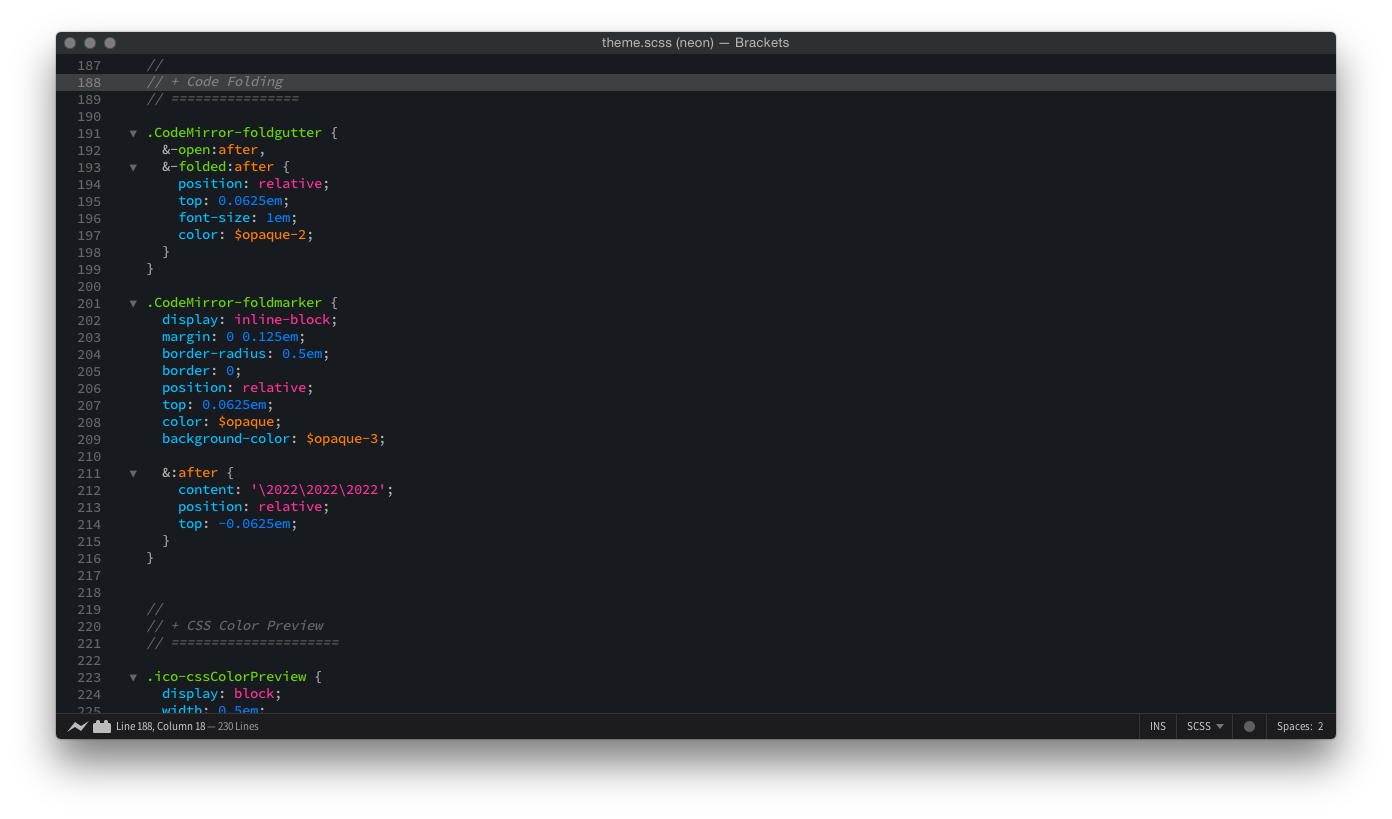 theme.scss (neon) — Brackets
187 //
188 // + Code Folding
189 // ================
190
191 .CodeMirror-foldgutter {
192 &-open:after,
193 &-folded:after {
194 position: relative;
195 top: 0.0625em;
196 font-size: 1em;
197 color: $opaque-2;
198 }
199 }
200
201 .CodeMirror-foldmarker {
202 display: inline-block;
203 margin: 0 0.125em;
204 border-radius: 0.5em;
205 border: 0;
206 position: relative;
207 top: 0.0625em;
208 color: $opaque;
209 background-color: $opaque-3;
210
211 &:after {
212 content: '\2022\2022\2022';
213 position: relative;
214 top: -0.0625em;
215 }
216 }
217
218
219 //
220 // + CSS Color Preview
221 // =====================
222
223 .ico-cssColorPreview {
224 display: block;
225 width: 0.5em;
Line 188, Column 18 — 230 Lines INS SCSS Spaces: 2